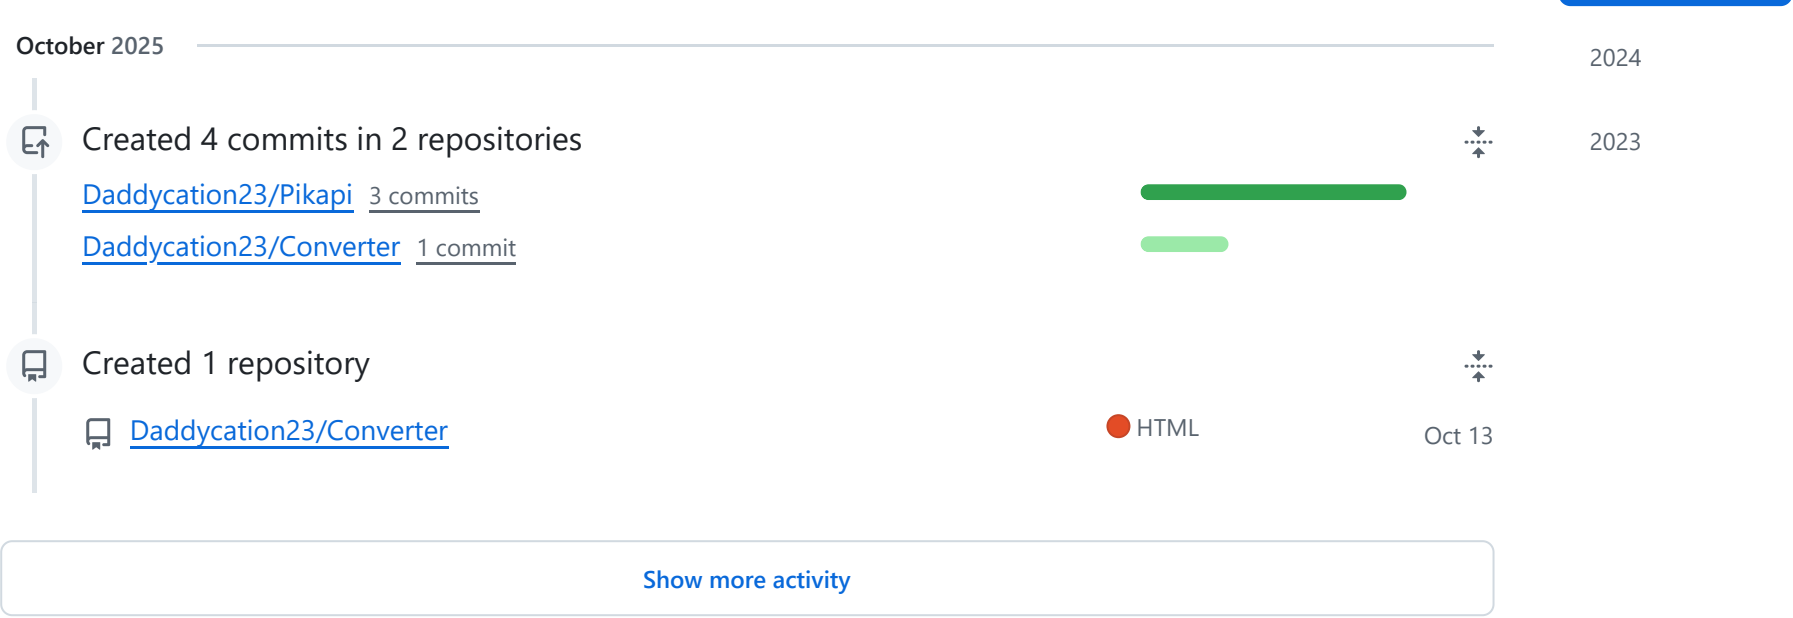 October 2025
2024
Created 4 commits in 2 repositories
2023
Daddycation23/Pikapi 3 commits
Daddycation23/Converter 1 commit
Created 1 repository
Daddycation23/Converter HTML Oct 13
Show more activity